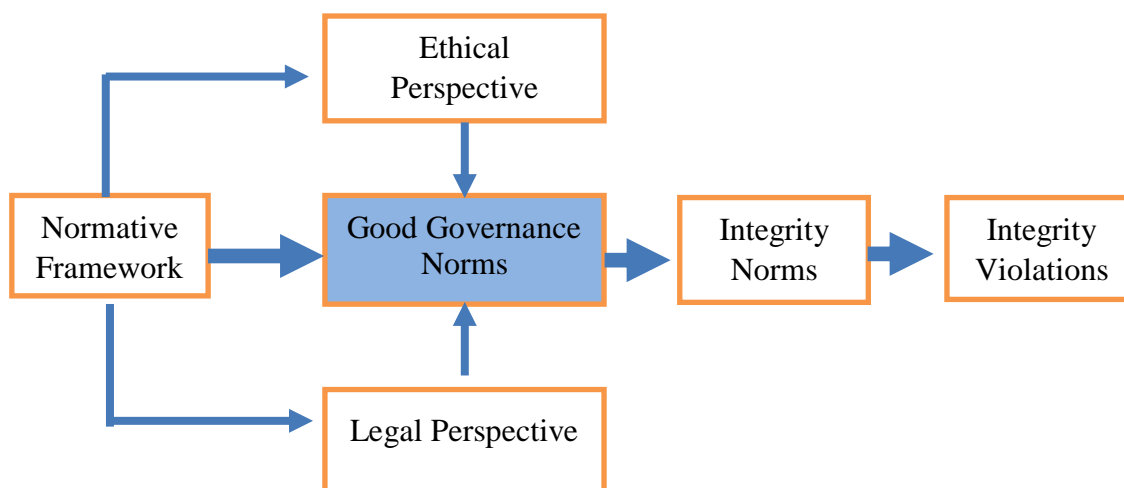 Ethical
Perspective
Normative
Framework
Good Governance
Norms
Integrity
Norms
Integrity
Violations
Legal Perspective